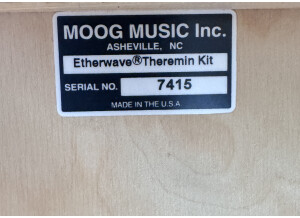 MOOG MUSIC Inc.
ASHEVILLE, NC
Etherwave®Theremin Kit
SERIAL NO. 7415
MADE IN THE U.S.A